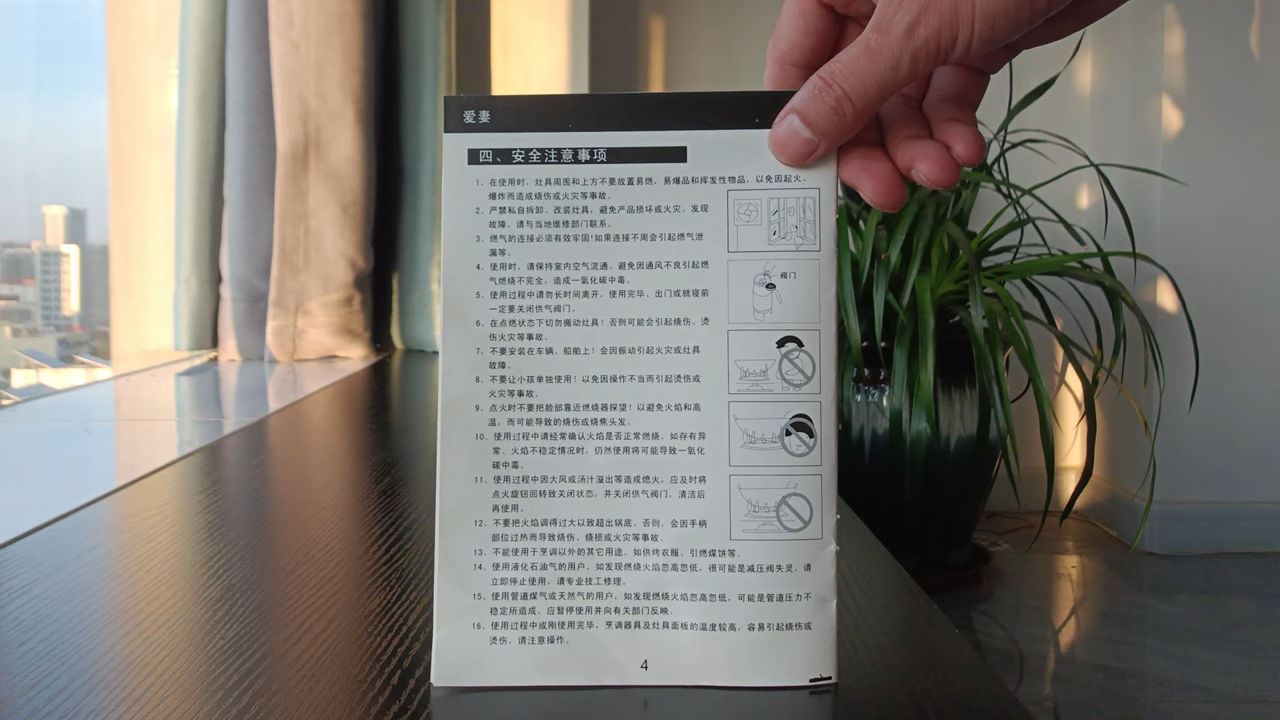 爱妻
四、安全注意事项
1、在使用时，灶具周围和上方不要放置易燃，易爆品和挥发性物品，以免因起火、
爆炸而造成烧伤或火灾等事故。
2、严禁私自拆卸、改装灶具，避免产品损坏或火灾，发现
故障，请与当地维修部门联系。
3、燃气的连接必须有效牢固!如果连接不周会引起燃气泄
漏等。
4、使用时，请保持室内空气流通，避免因通风不良引起燃
气燃烧不完全，造成一氧化碳中毒。
阀门
5、使用过程中请勿长时间离开，使用完毕、出门或就寝前
一定要关闭供气阀门。
6、在点燃状态下切勿搬动灶具！否则可能会引起烧伤、烫
伤火灾等事故。
7、不要安装在车辆，船舶上！会因振动引起火灾或灶具
故障。
8、不要让小孩单独使用！以免因操作不当而引起烫伤或
火灾等事故。
9、点火时不要把脸部靠近燃烧器探望！以避免火焰和高
温，而可能导致的烧伤或烧焦头发。
10、使用过程中请经常确认火焰是否正常燃烧。如存有异
常、火焰不稳定情况时，仍然使用将可能导致一氧化
碳中毒。
11、使用过程中因大风或汤汁溢出等造成熄火，应及时将
点火旋钮回转致关闭状态，并关闭供气阀门，清洁后
再使用。
12、不要把火焰调得过大以致超出锅底。否则，会因手柄
部位过热而导致烧伤、烧损或火灾等事故。
13、不能使用于烹调以外的其它用途，如供烤衣服，引燃煤饼等。
14、使用液化石油气的用户，如发现燃烧火焰忽高忽低，很可能是减压阀失灵，请
立即停止使用，请专业技工修理。
15、使用管道煤气或天然气的用户，如发现燃烧火焰忽高忽低，可能是管道压力不
稳定所造成，应暂停使用并向有关部门反映。
16、使用过程中或刚使用完毕，烹调器具及灶具面板的温度较高，容易引起烧伤或
烫伤，请注意操作。
4